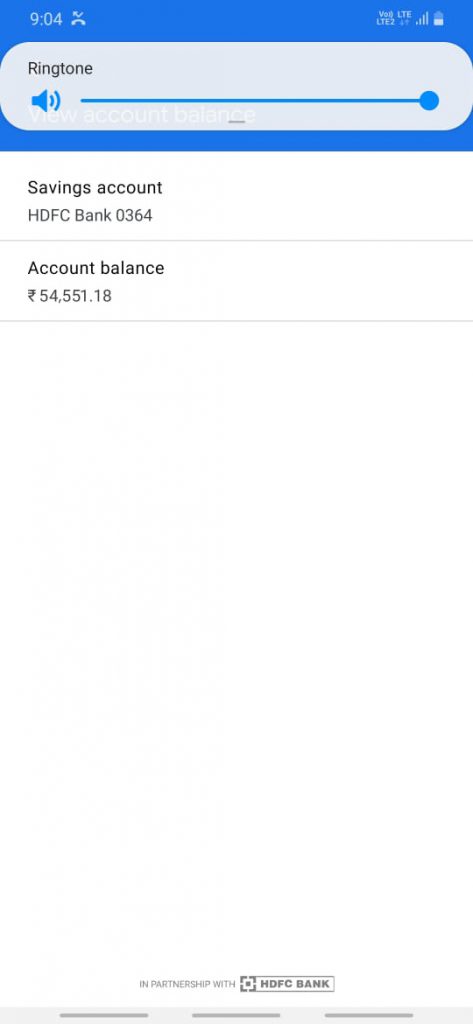 9:04
Vo)) LTE
LTE2
Ringtone
View account balance
Savings account
HDFC Bank 0364
Account balance
₹ 54,551.18
IN PARTNERSHIP WITH HDFC BANK